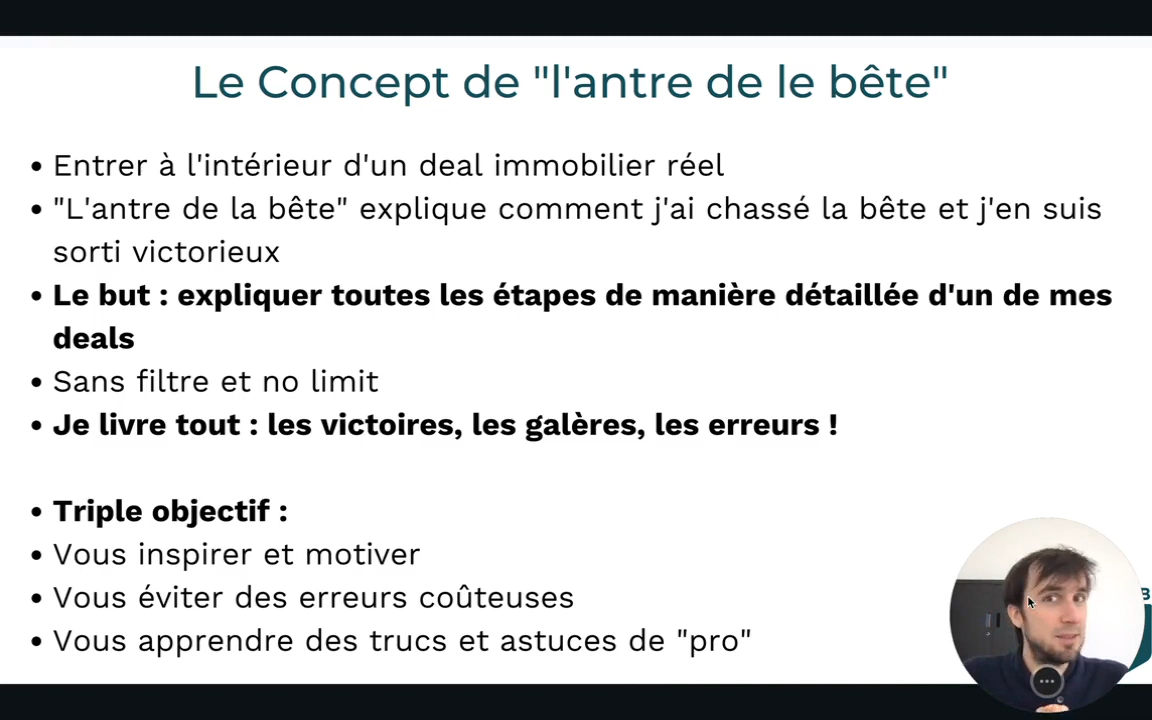 Le Concept de "l'antre de le bête"
• Entrer à l'intérieur d'un deal immobilier réel
• "L'antre de la bête" explique comment j'ai chassé la bête et j'en suis
sorti victorieux
• Le but : expliquer toutes les étapes de manière détaillée d'un de mes
deals
• Sans filtre et no limit
• Je livre tout : les victoires, les galères, les erreurs !
• Triple objectif :
• Vous inspirer et motiver
• Vous éviter des erreurs coûteuses
• Vous apprendre des trucs et astuces de "pro"